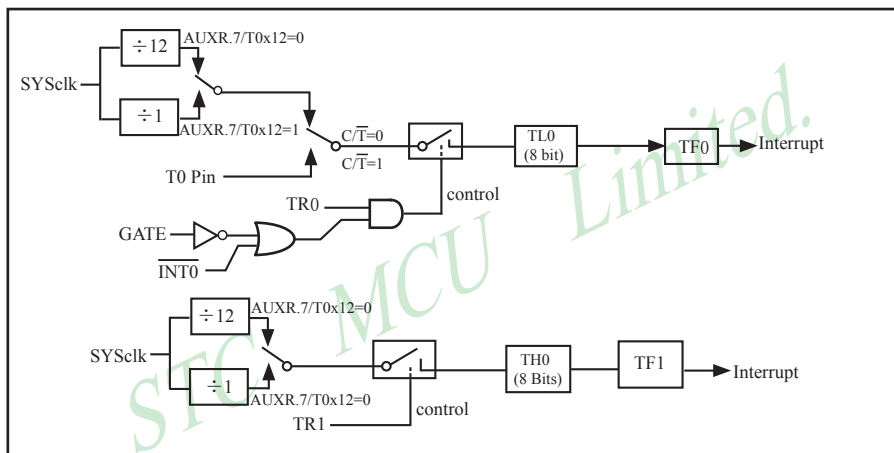 ÷12
AUXR.7/T0x12=0
SYSclk
÷1
AUXR.7/T0x12=1
C/T̅=0
C/T̅=1
T0 Pin
TL0
(8 bit)
TF0
Interrupt
control
TR0
GATE
I̅N̅T̅0̅
÷12
AUXR.7/T0x12=0
SYSclk
÷1
AUXR.7/T0x12=0
TH0
(8 Bits)
TF1
Interrupt
control
TR1
STC MCU Limited.